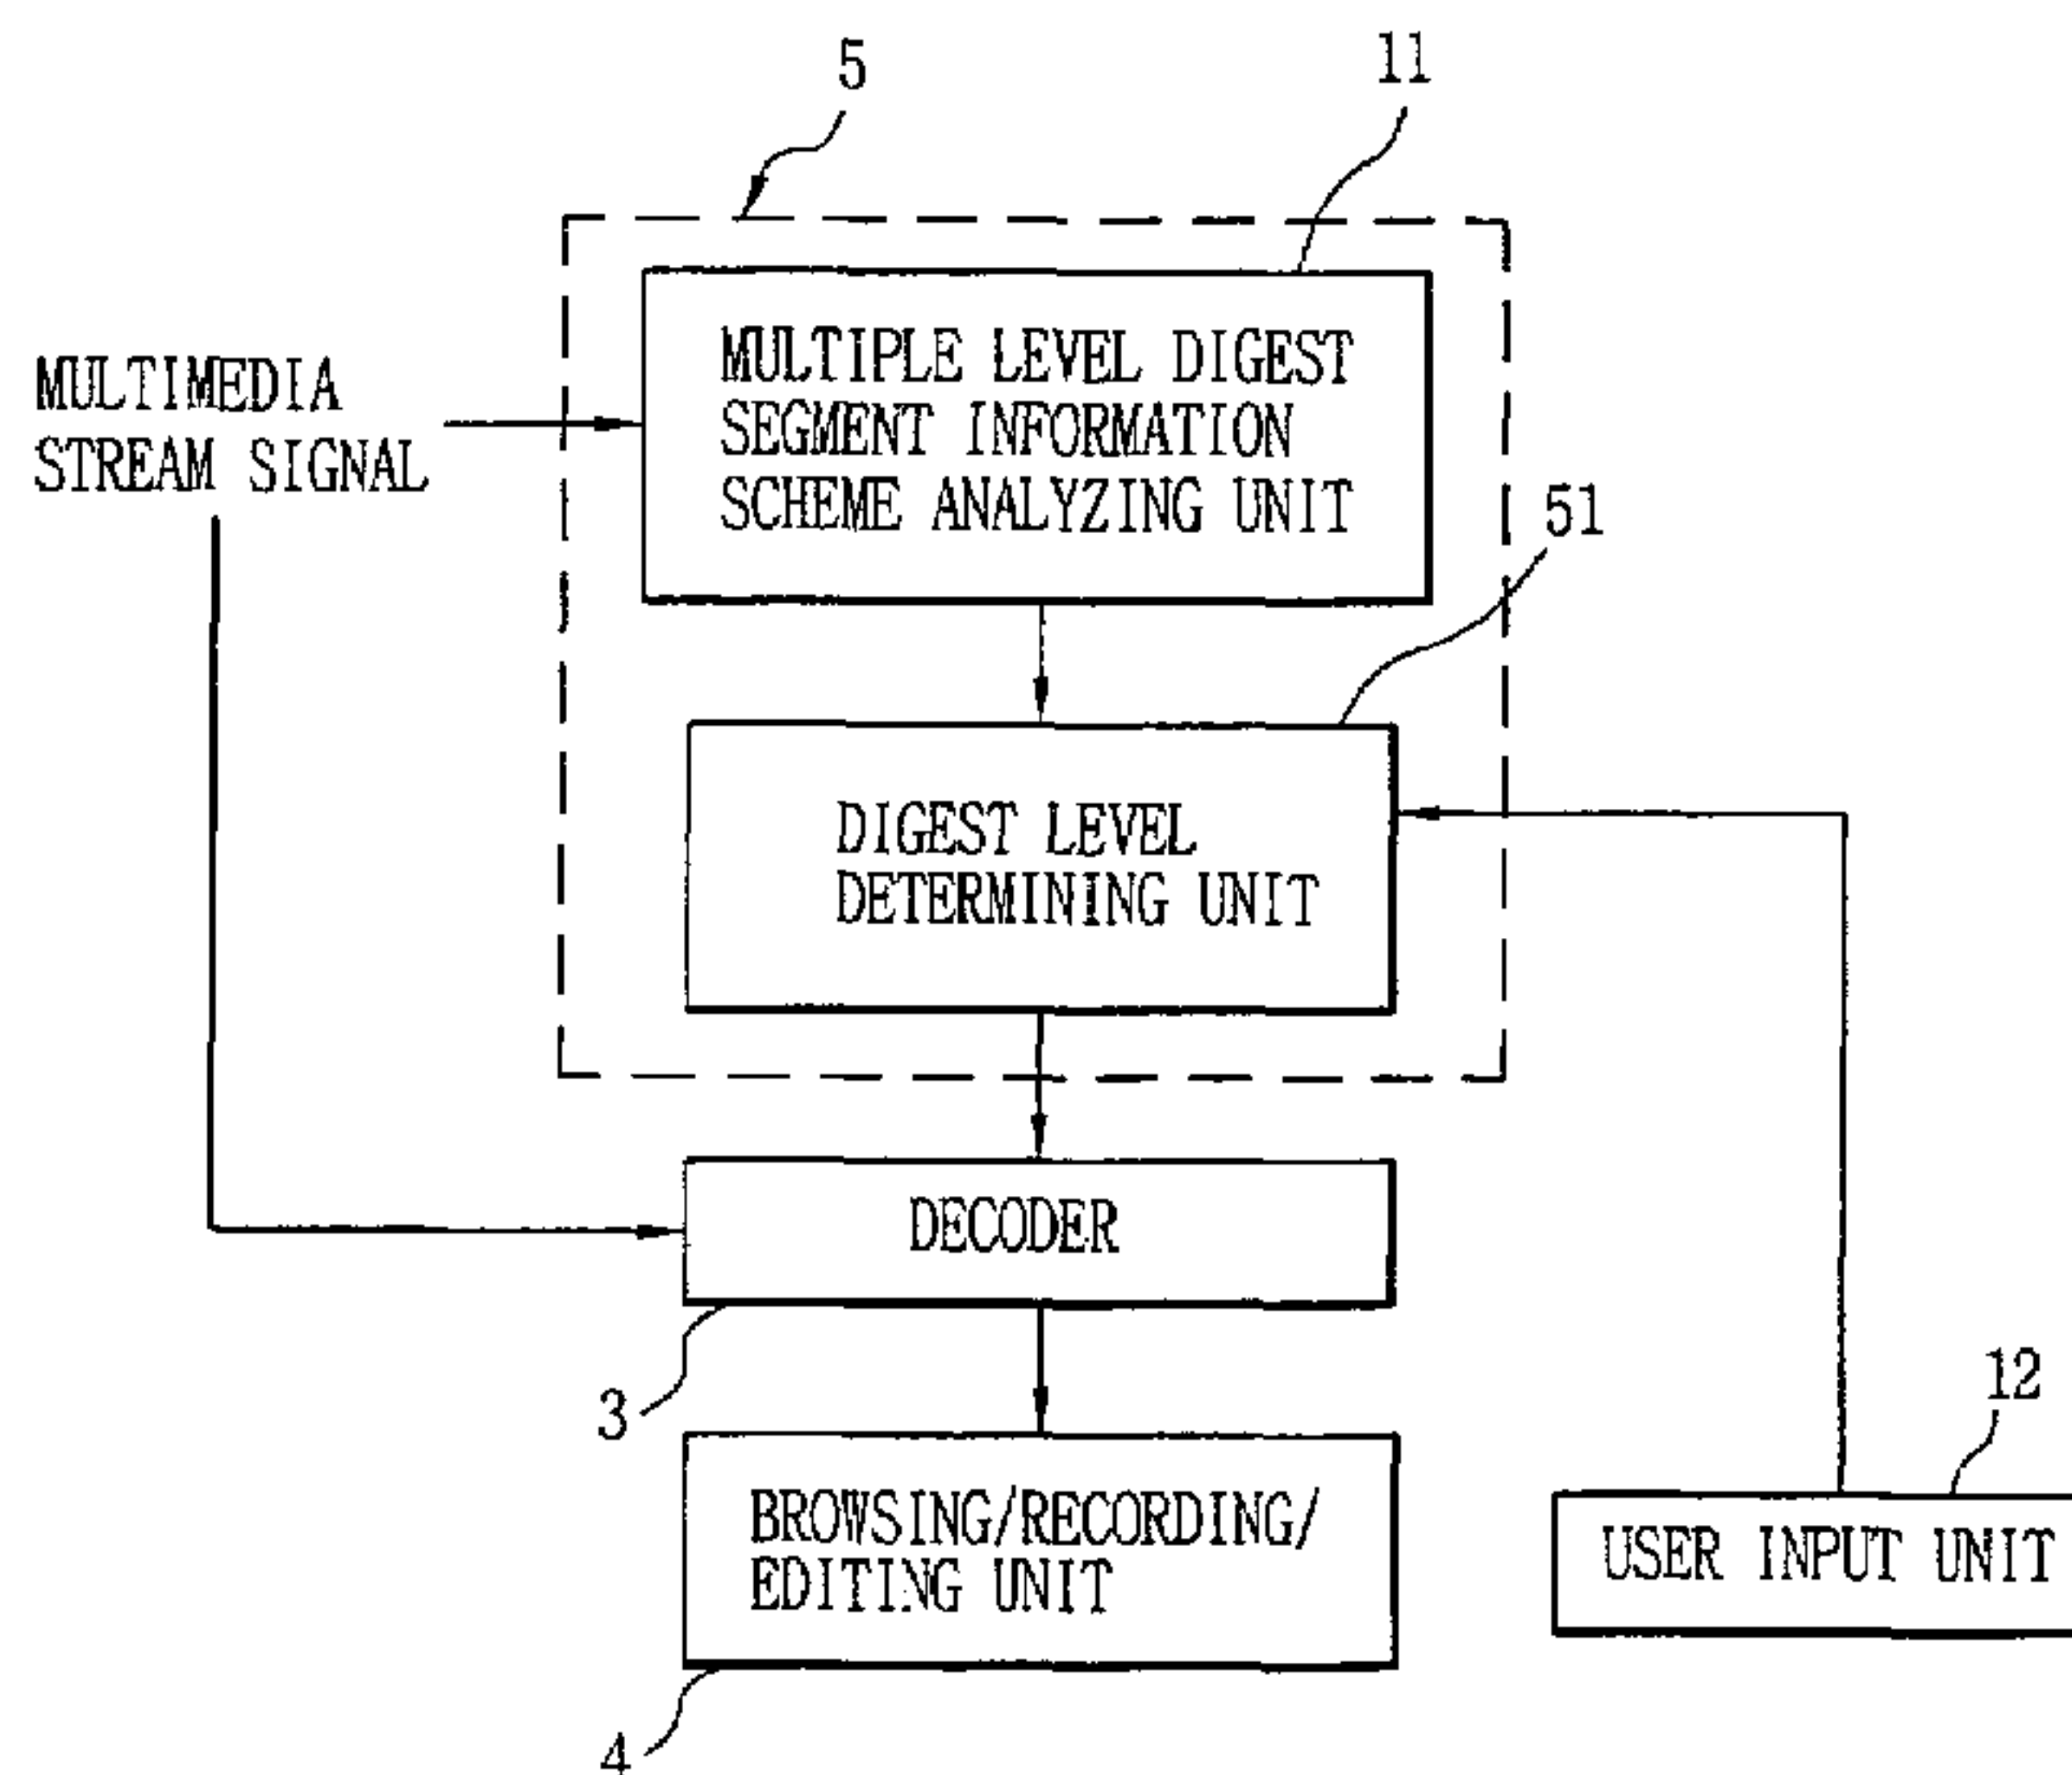 5
11
MULTIPLE LEVEL DIGEST
SEGMENT INFORMATION
SCHEME ANALYZING UNIT
MULTIMEDIA
STREAM SIGNAL
51
DIGEST LEVEL
DETERMINING UNIT
DECODER
3
12
BROWSING/RECORDING/
EDITING UNIT
USER INPUT UNIT
4